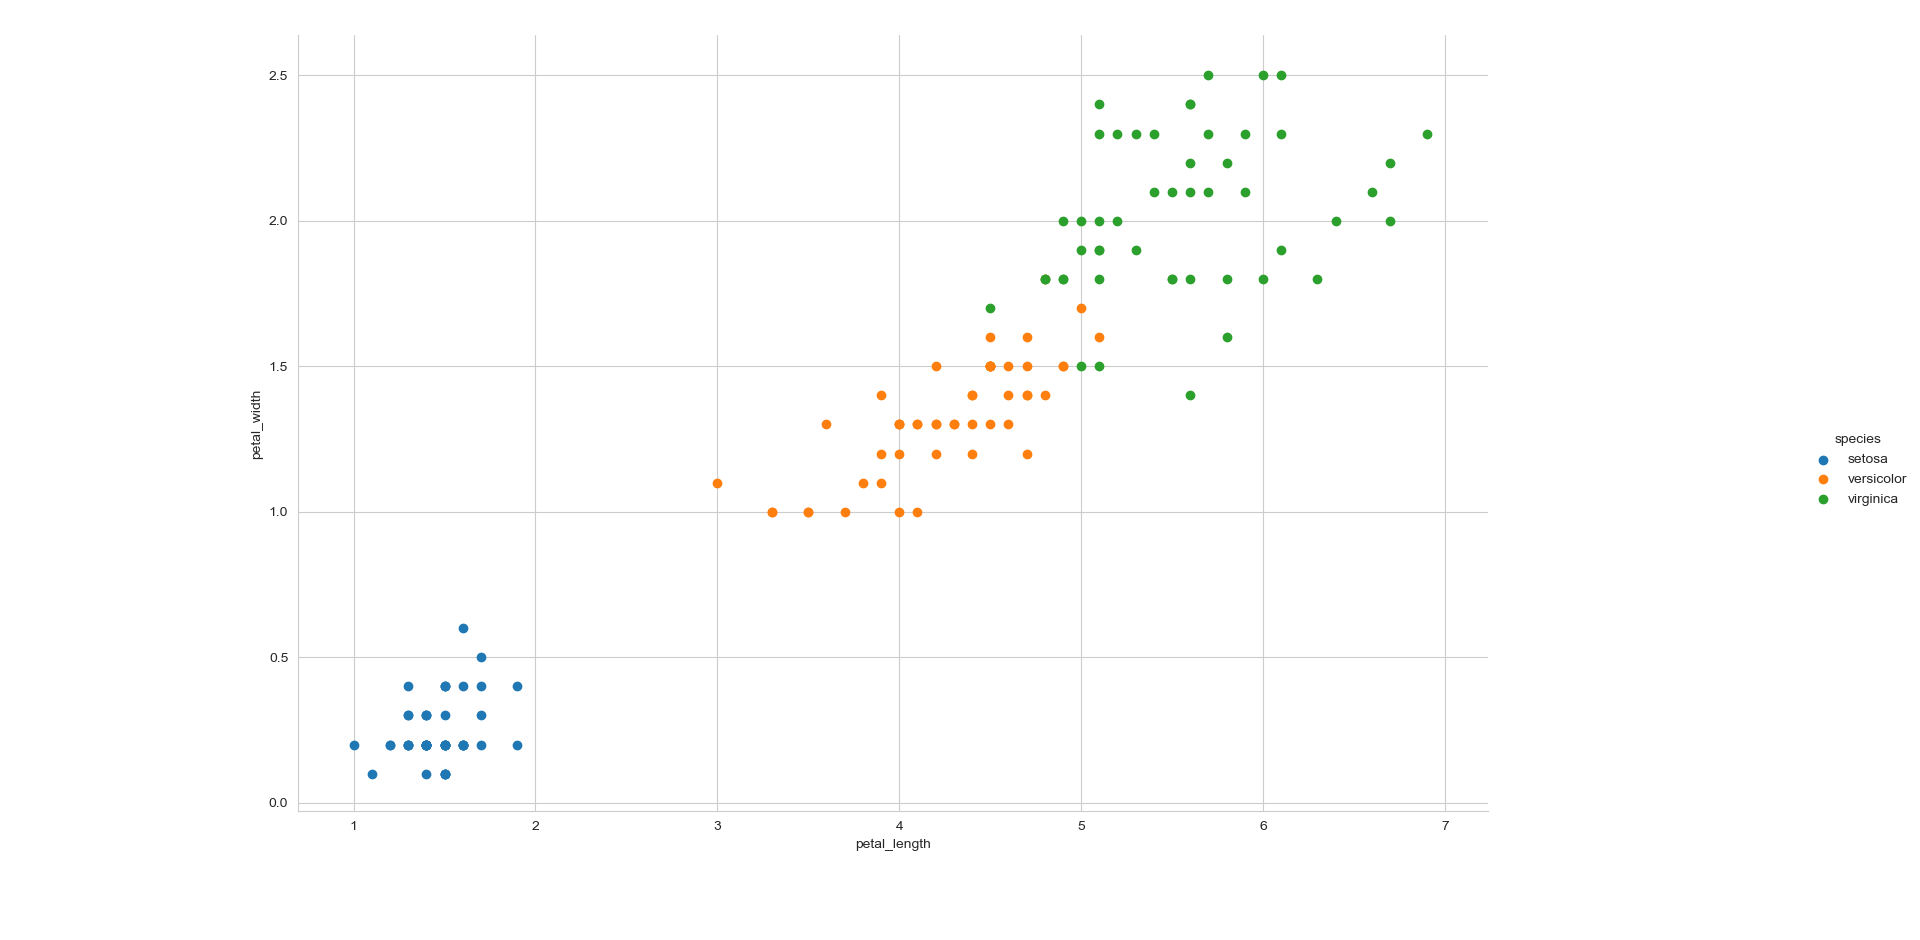 2.5
2.0
1.5
1.0
0.5
0.0
petal_width
1 2 3 4 5 6 7
petal_length
species
setosa
versicolor
virginica